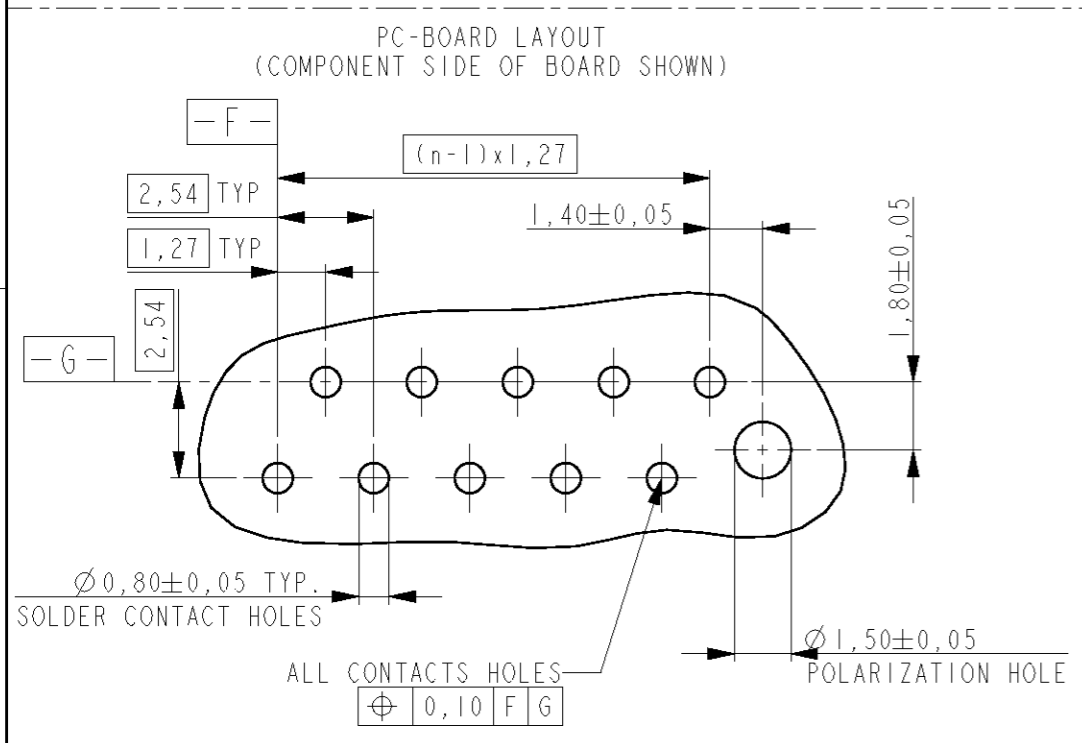 PC-BOARD LAYOUT
(COMPONENT SIDE OF BOARD SHOWN)
-F-
(n-1)x1,27
2,54 TYP
1,40±0,05
1,27 TYP
1,80±0,05
2,54
-G-
Ø0,80±0,05 TYP.
SOLDER CONTACT HOLES
Ø1,50±0,05
POLARIZATION HOLE
ALL CONTACTS HOLES
⌖ 0,10 F G